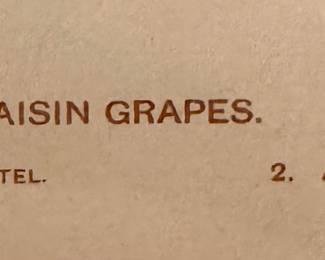 AISIN GRAPES.
TEL. 2.